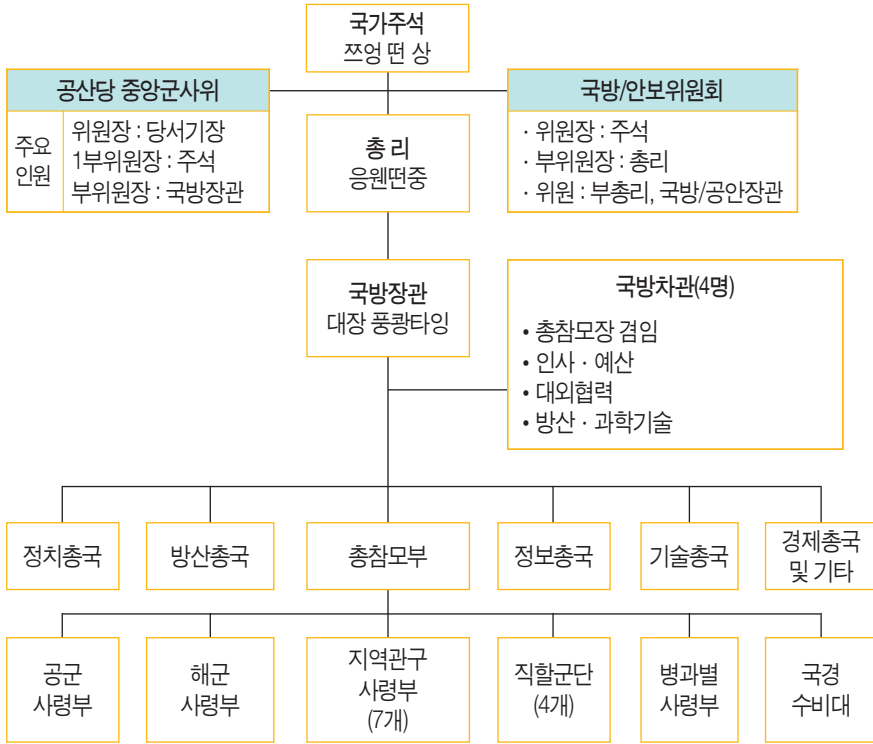 국가주석
쯔엉 떤 상
공산당 중앙군사위
주요
인원
위원장 : 당서기장
1부위원장 : 주석
부위원장 : 국방장관
총 리
응웬떤중
국방/안보위원회
· 위원장 : 주석
· 부위원장 : 총리
· 위원 : 부총리, 국방/공안장관
국방장관
대장 풍쾅타잉
국방차관(4명)
• 총참모장 겸임
• 인사 · 예산
• 대외협력
• 방산 · 과학기술
정치총국
방산총국
총참모부
정보총국
기술총국
경제총국
및 기타
공군
사령부
해군
사령부
지역관구
사령부
(7개)
직할군단
(4개)
병과별
사령부
국경
수비대